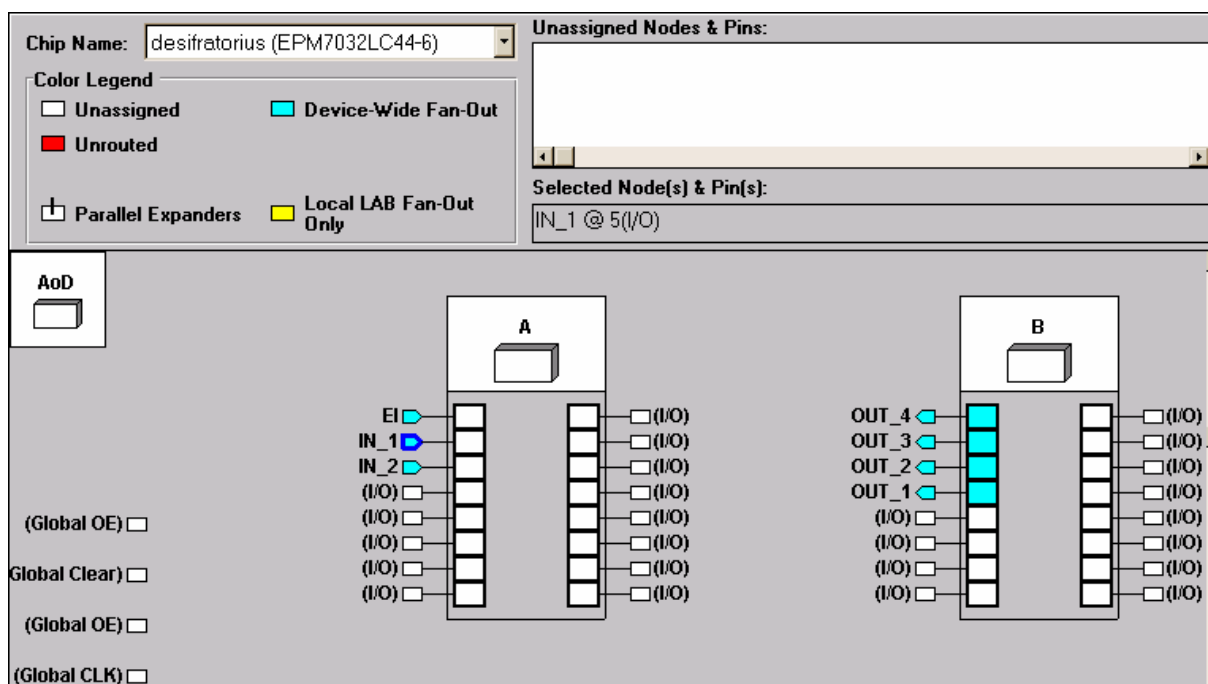 Chip Name: desifratorius (EPM7032LC44-6)
Color Legend
Unassigned
Device-Wide Fan-Out
Unrouted
Parallel Expanders
Local LAB Fan-Out
Only
Unassigned Nodes & Pins:
Selected Node(s) & Pin(s):
IN_1 @ 5(I/O)
AoD
A
B
EI (I/O) OUT_4 (I/O)
IN_1 (I/O) OUT_3 (I/O)
IN_2 (I/O) OUT_2 (I/O)
(I/O) (I/O) OUT_1 (I/O)
(I/O) (I/O) (I/O) (I/O)
(I/O) (I/O) (I/O) (I/O)
(I/O) (I/O) (I/O) (I/O)
(I/O) (I/O) (I/O) (I/O)
(Global OE)
Global Clear)
(Global OE)
(Global CLK)